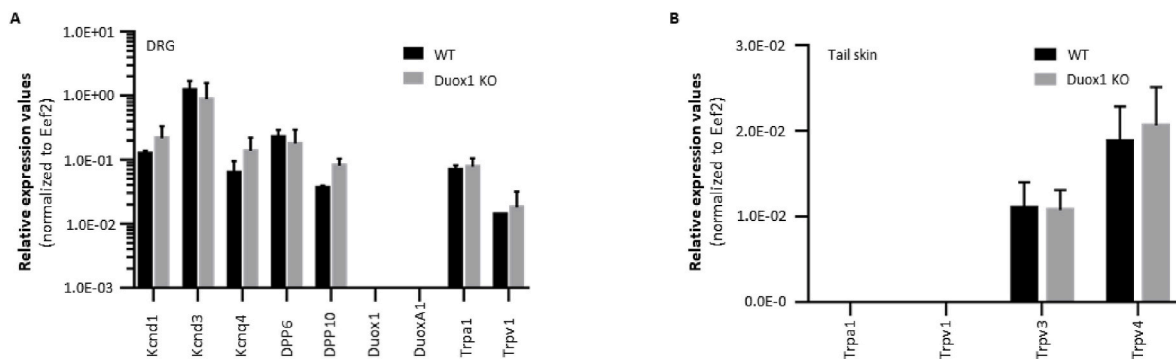 A
DRG
WT
Duox1 KO
Relative expression values
(normalized to Eef2)
1.0E+01
1.0E+00
1.0E-01
1.0E-02
1.0E-03
Kcnd1
Kcnd3
Kcnq4
DPP6
DPP10
Duox1
DuoxA1
Trpa1
Trpv1
B
Tail skin
WT
Duox1 KO
Relative expression values
(normalized to Eef2)
3.0E-02
2.0E-02
1.0E-02
0.0E-0
Trpa1
Trpv1
Trpv3
Trpv4